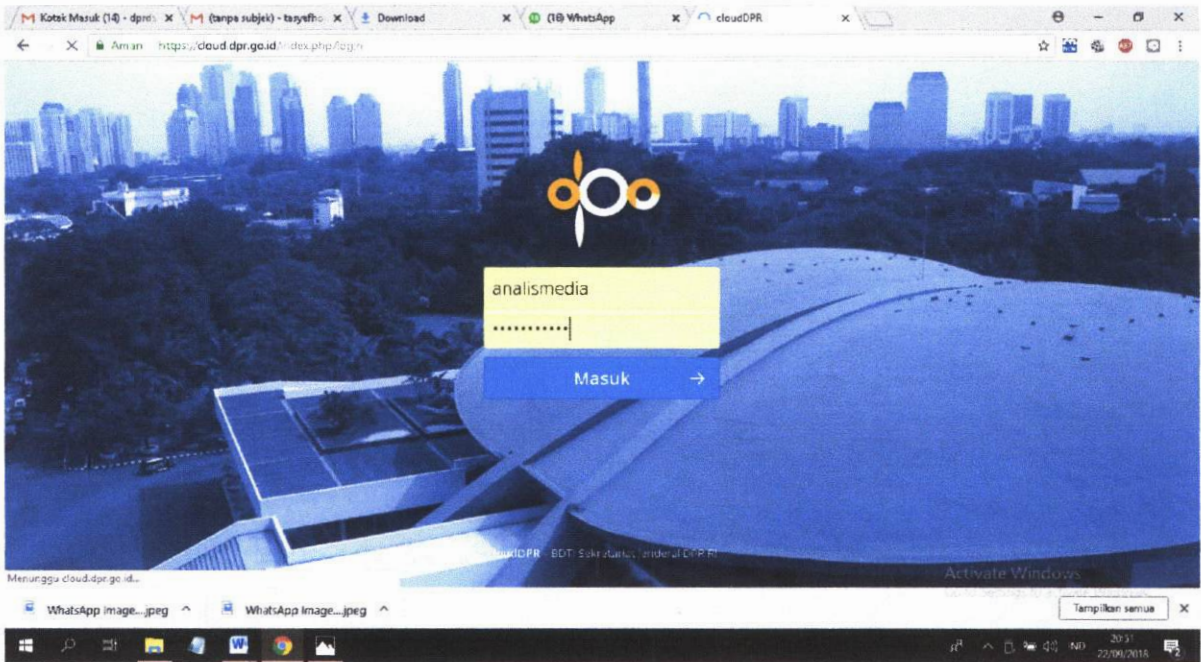 Kotak Masuk (14) - dprd
(tanpa subjek) - tasyafho
Download
(18) WhatsApp
cloudDPR
Aman
https://cloud.dpr.go.id/index.php/login
analismedia
•••••••••••
Masuk →
cloudDPR - BDTI Sekretariat Jenderal DPR RI
Menunggu cloud.dpr.go.id...
Activate Windows
WhatsApp Image....jpeg
WhatsApp Image....jpeg
Tampilkan semua
IND
20:51
22/09/2018